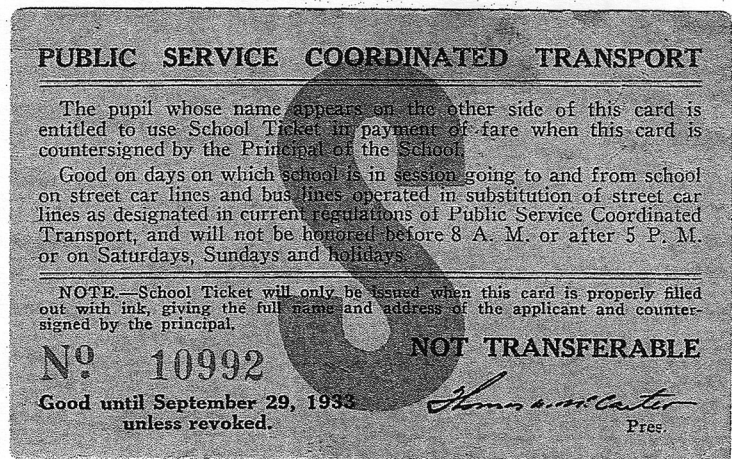 PUBLIC SERVICE COORDINATED TRANSPORT
The pupil whose name appears on the other side of this card is
entitled to use School Ticket in payment of fare when this card is
countersigned by the Principal of the School.
Good on days on which school is in session going to and from school
on street car lines and bus lines operated in substitution of street car
lines as designated in current regulations of Public Service Coordinated
Transport, and will not be honored before 8 A. M. or after 5 P. M.
or on Saturdays, Sundays and holidays.
NOTE.—School Ticket will only be issued when this card is properly filled
out with ink, giving the full name and address of the applicant and counter-
signed by the principal.
S
NOT TRANSFERABLE
Nº 10992
Good until September 29, 1933
unless revoked.
Thomas N. McCarter
Pres.